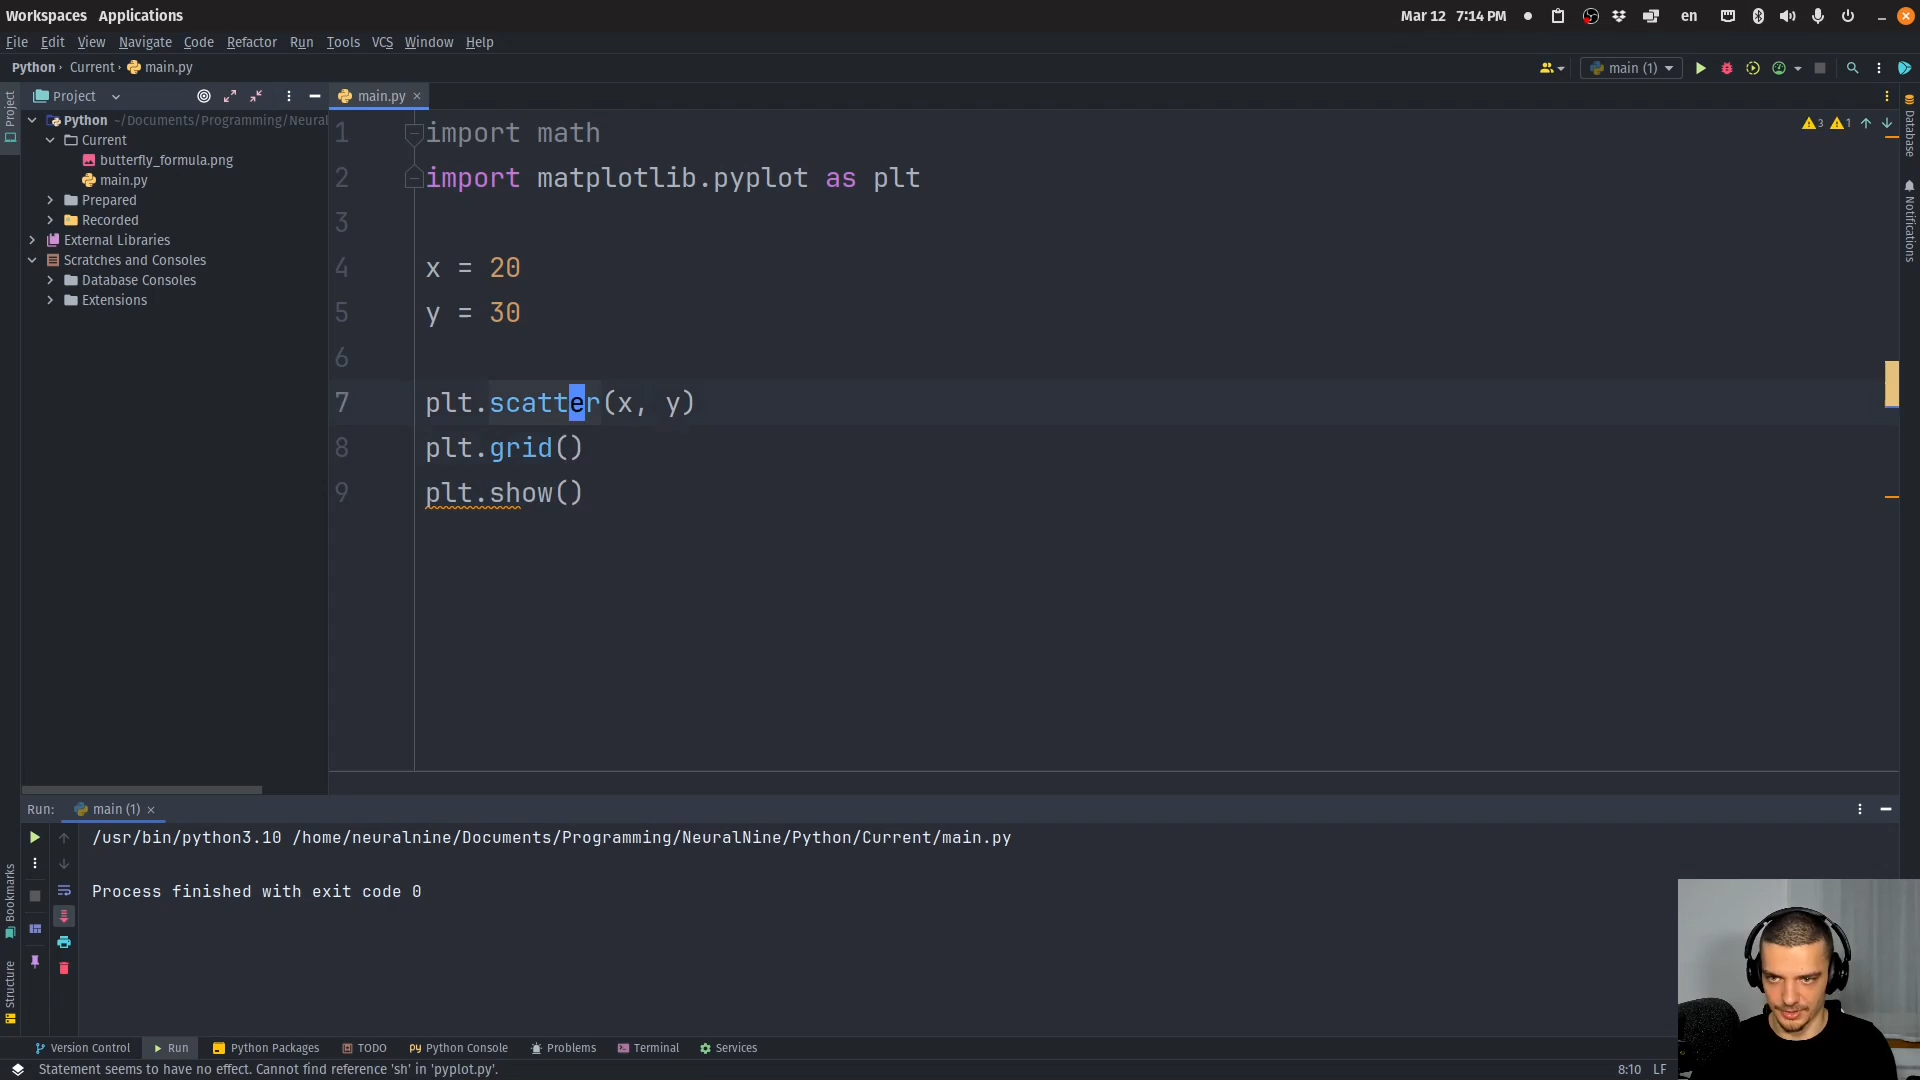 Workspaces Applications
Mar 12 7:14 PM en
File Edit View Navigate Code Refactor Run Tools VCS Window Help
Python Current main.py
main (1)
Project
main.py
Python ~/Documents/Programming/Neural
Current
butterfly_formula.png
main.py
Prepared
Recorded
External Libraries
Scratches and Consoles
Database Consoles
Extensions
Project
Bookmarks
Structure
1 import math
2 import matplotlib.pyplot as plt
3
4 x = 20
5 y = 30
6
7 plt.scatter(x, y)
8 plt.grid()
9 plt.show()
3 1
Database
Notifications
Run: main (1)
/usr/bin/python3.10 /home/neuralnine/Documents/Programming/NeuralNine/Python/Current/main.py
Process finished with exit code 0
Version Control Run Python Packages TODO Python Console Problems Terminal Services
Statement seems to have no effect. Cannot find reference 'sh' in 'pyplot.py'.
8:10 LF